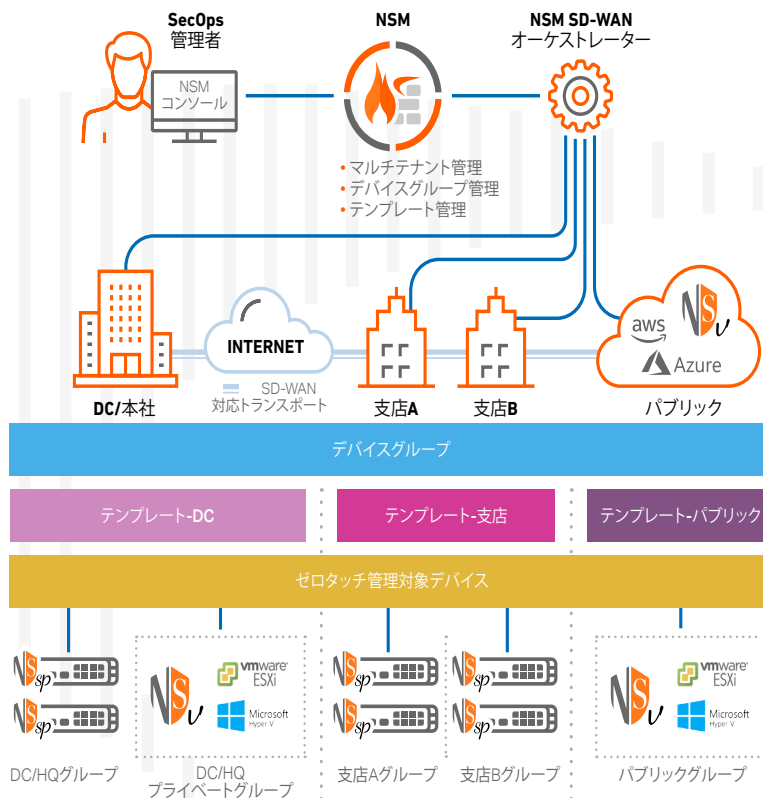 SecOps
管理者
NSM
NSM SD-WAN
オーケストレーター
NSM
コンソール
• マルチテナント管理
• デバイスグループ管理
• テンプレート管理
INTERNET
SD-WAN
対応トランスポート
aws
NSv
Azure
DC/本社
支店A
支店B
パブリック
デバイスグループ
テンプレート-DC
テンプレート-支店
テンプレート-パブリック
ゼロタッチ管理対象デバイス
NSsp
NSsp
NSv
vmware
ESXi
Microsoft
Hyper V
NSsp
NSsp
NSsp
NSsp
NSv
vmware
ESXi
Microsoft
Hyper V
DC/HQグループ
DC/HQ
プライベートグループ
支店Aグループ
支店Bグループ
パブリックグループ